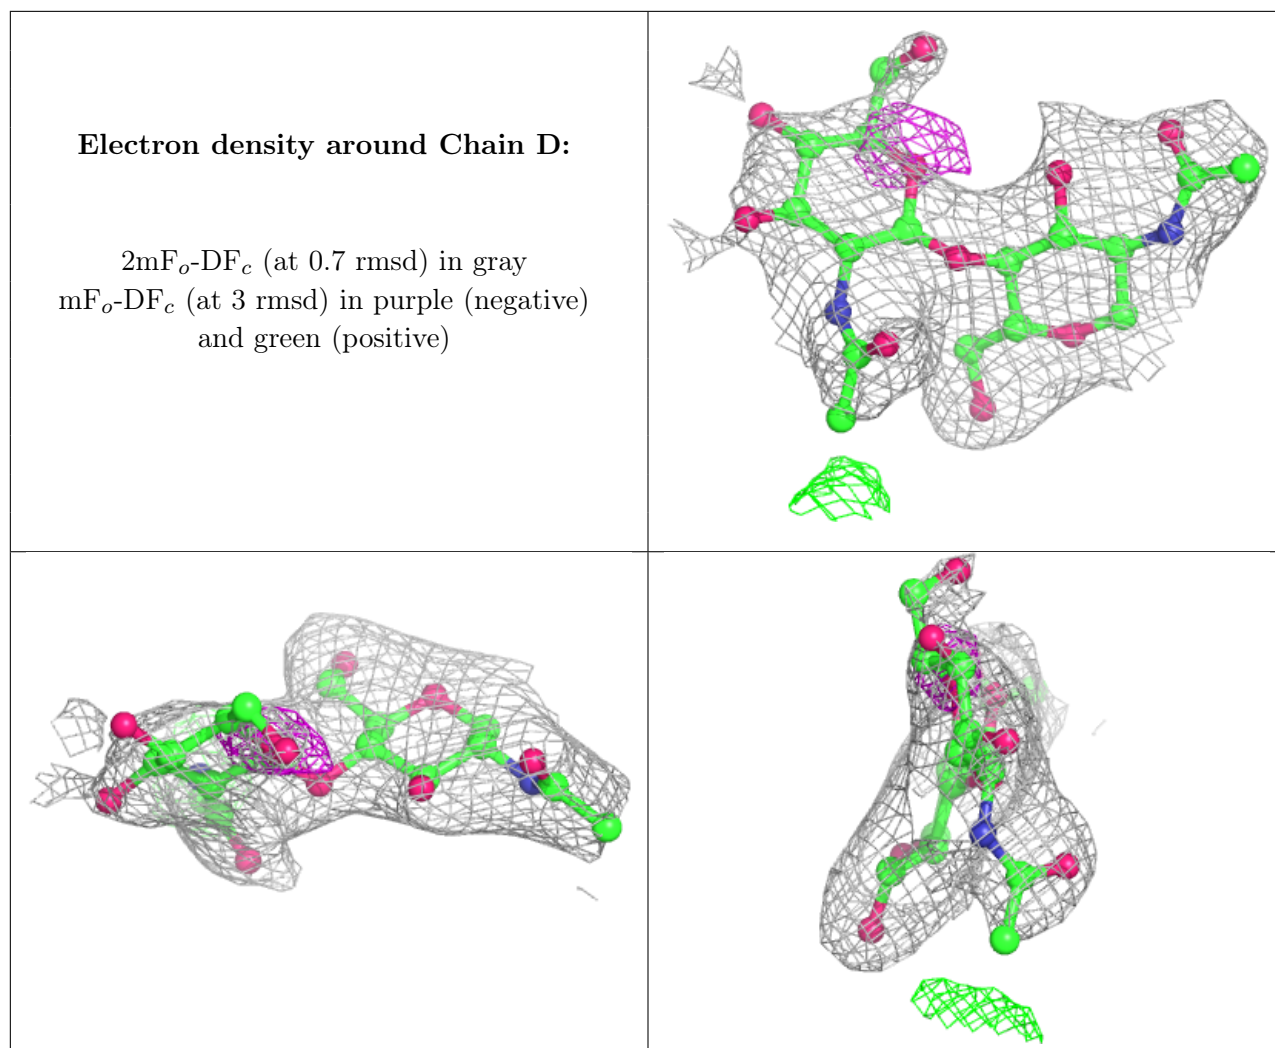 Electron density around Chain D:
2mFo-DFc (at 0.7 rmsd) in gray
mFo-DFc (at 3 rmsd) in purple (negative)
and green (positive)